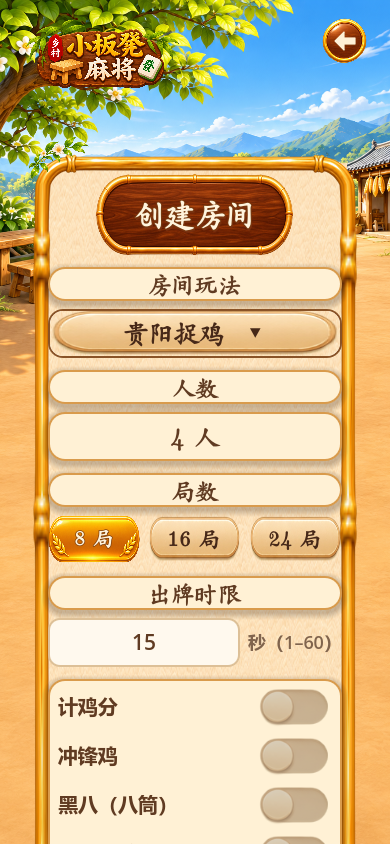 乡村
小板凳
麻将
發
创建房间
房间玩法
贵阳捉鸡 ▼
人数
4 人
局数
8 局 16 局 24 局
出牌时限
15 秒（1–60）
计鸡分
冲锋鸡
黑八（八筒）